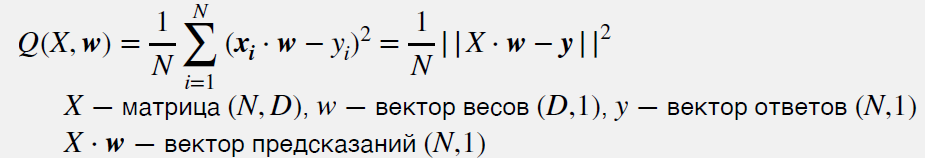 Q(X, w) = 1/N ∑_{i=1}^{N} (x_i · w − y_i)² = 1/N ||X · w − y||²
X − матрица (N, D), w − вектор весов (D,1), y − вектор ответов (N,1)
X · w − вектор предсказаний (N,1)